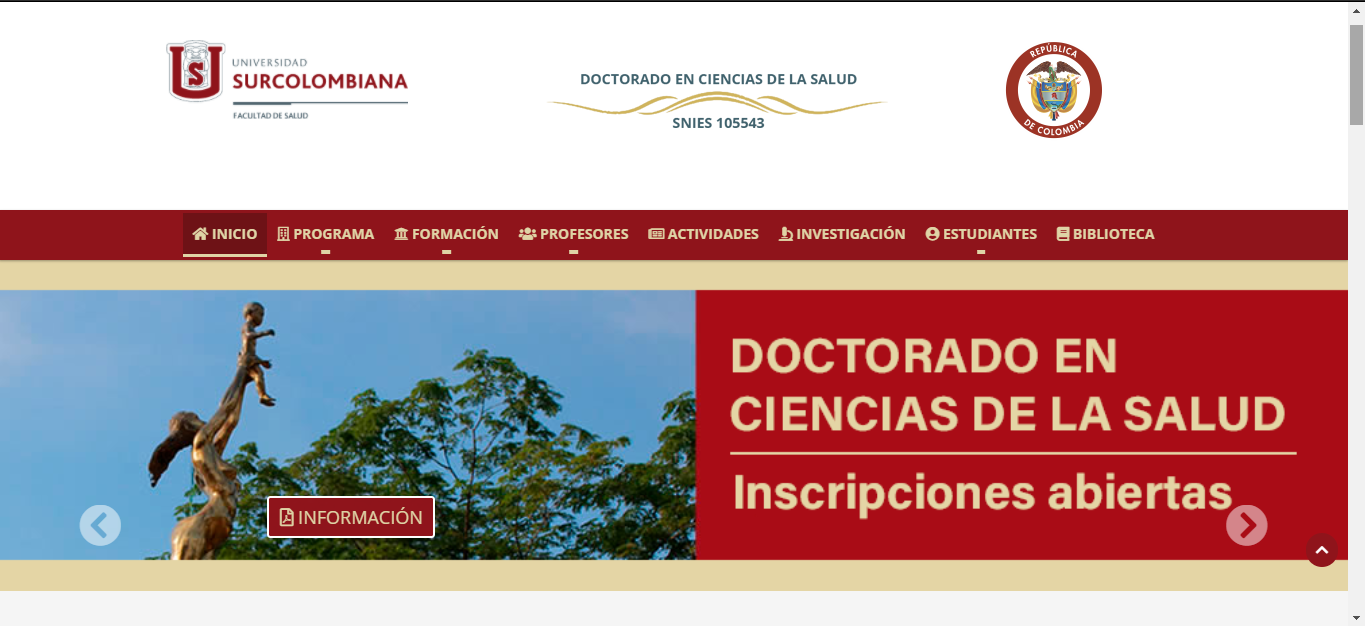 UNIVERSIDAD
SURCOLOMBIANA
FACULTAD DE SALUD
DOCTORADO EN CIENCIAS DE LA SALUD
SNIES 105543
REPÚBLICA
DE COLOMBIA
INICIO
PROGRAMA
FORMACIÓN
PROFESORES
ACTIVIDADES
INVESTIGACIÓN
ESTUDIANTES
BIBLIOTECA
DOCTORADO EN
CIENCIAS DE LA SALUD
Inscripciones abiertas
INFORMACIÓN